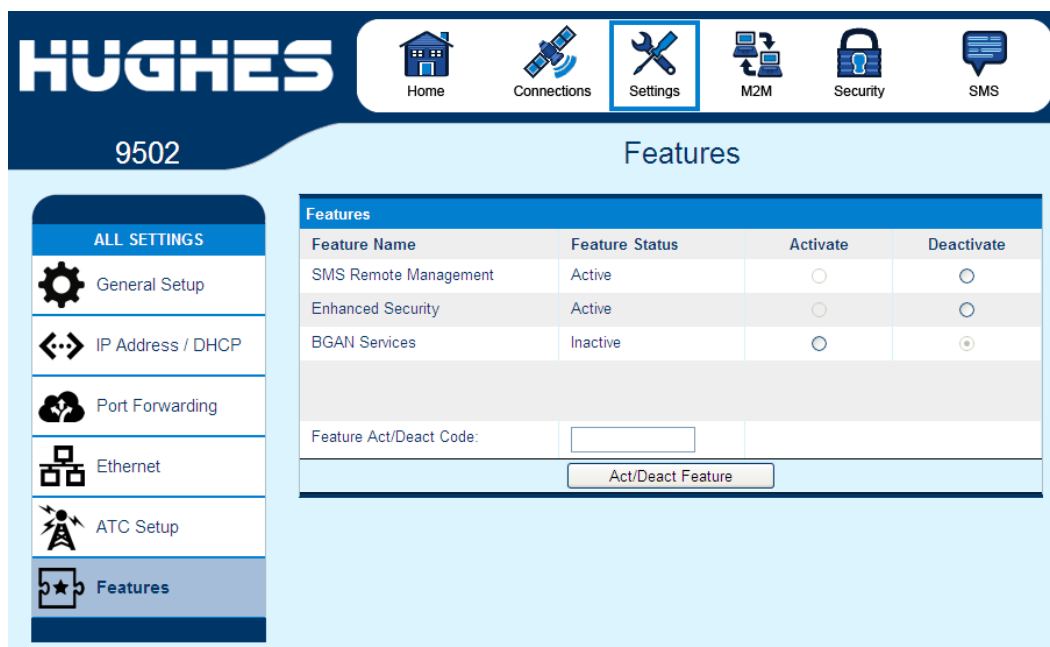 HUGHES
Home
Connections
Settings
M2M
Security
SMS
9502
Features
ALL SETTINGS
General Setup
IP Address / DHCP
Port Forwarding
Ethernet
ATC Setup
Features
Features
Feature Name Feature Status Activate Deactivate
SMS Remote Management Active
Enhanced Security Active
BGAN Services Inactive
Feature Act/Deact Code:
Act/Deact Feature